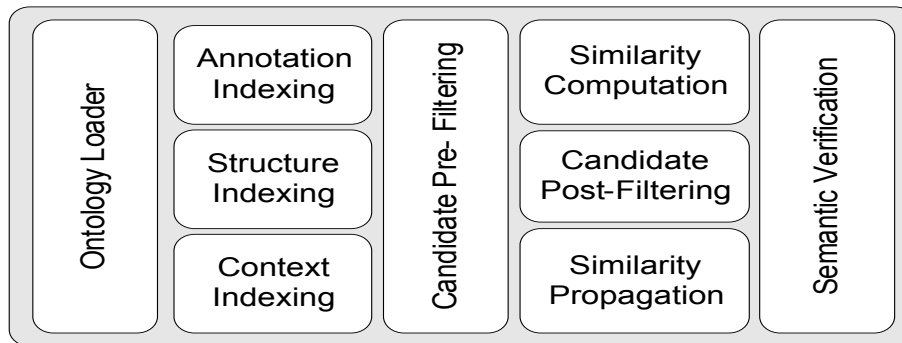 Ontology Loader
Annotation
Indexing
Structure
Indexing
Context
Indexing
Candidate Pre- Filtering
Similarity
Computation
Candidate
Post-Filtering
Similarity
Propagation
Semantic Verification